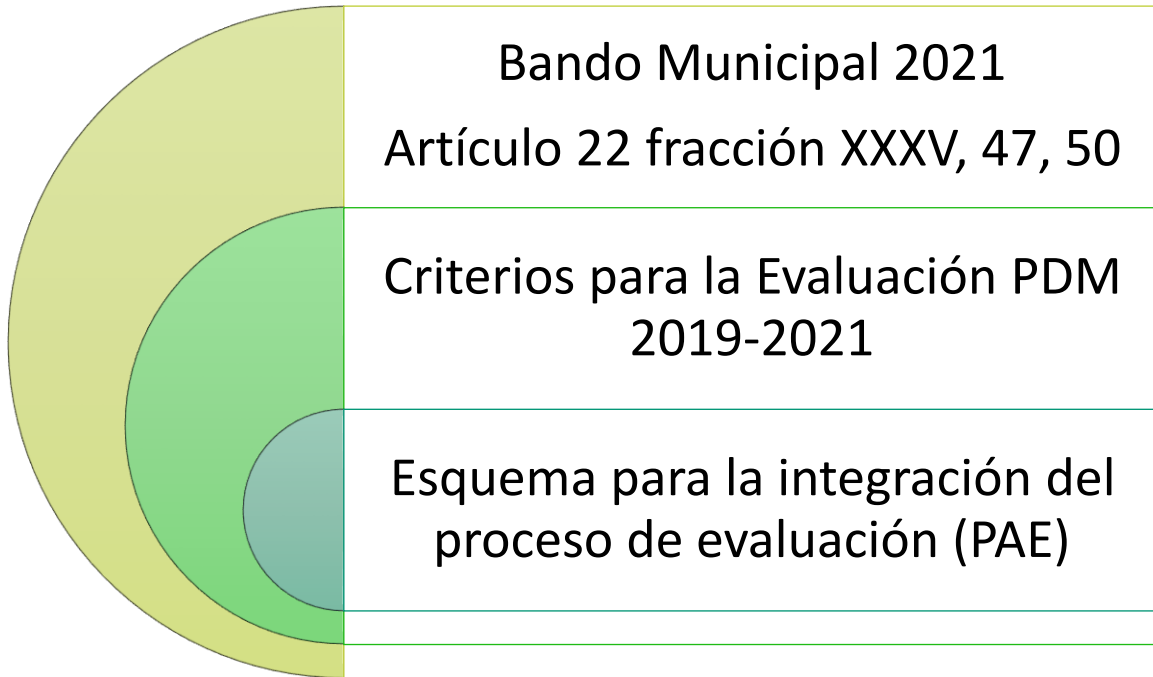 Bando Municipal 2021
Artículo 22 fracción XXXV, 47, 50
Criterios para la Evaluación PDM
2019-2021
Esquema para la integración del
proceso de evaluación (PAE)